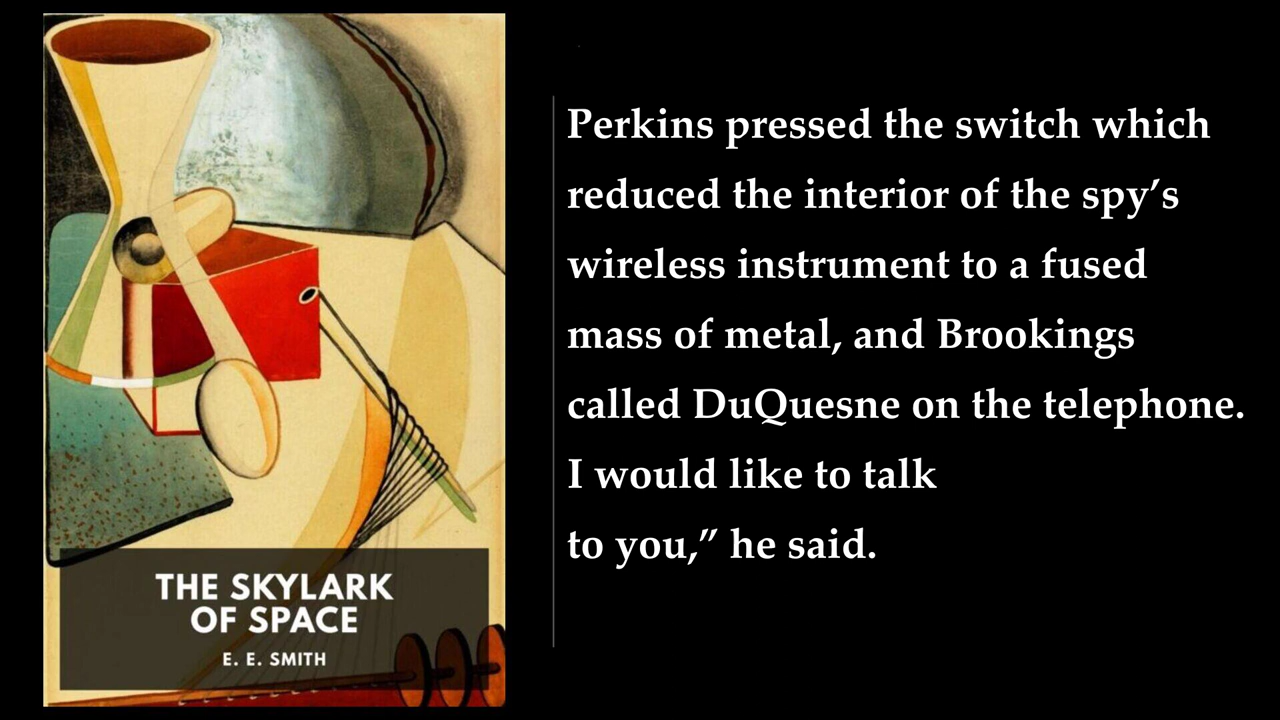 THE SKYLARK
OF SPACE
E. E. SMITH
Perkins pressed the switch which
reduced the interior of the spy’s
wireless instrument to a fused
mass of metal, and Brookings
called DuQuesne on the telephone.
I would like to talk
to you,” he said.